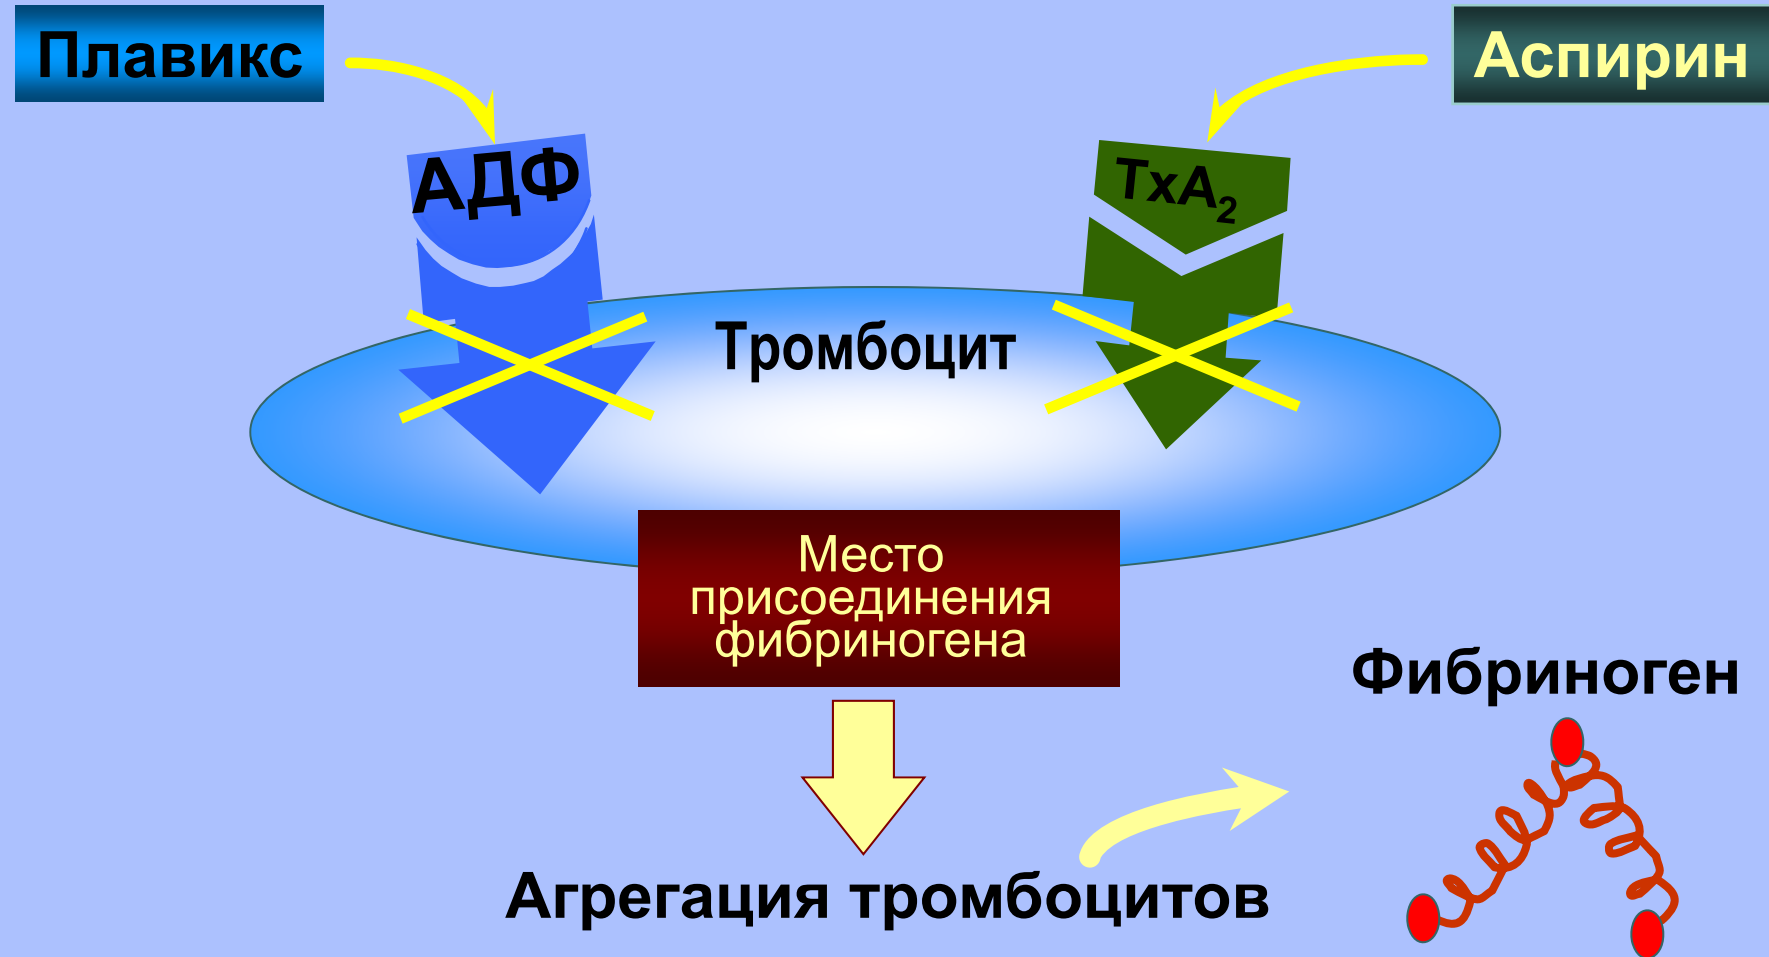 Плавикс
Аспирин
АДФ
TxA2
Тромбоцит
Место
присоединения
фибриногена
Фибриноген
Агрегация тромбоцитов